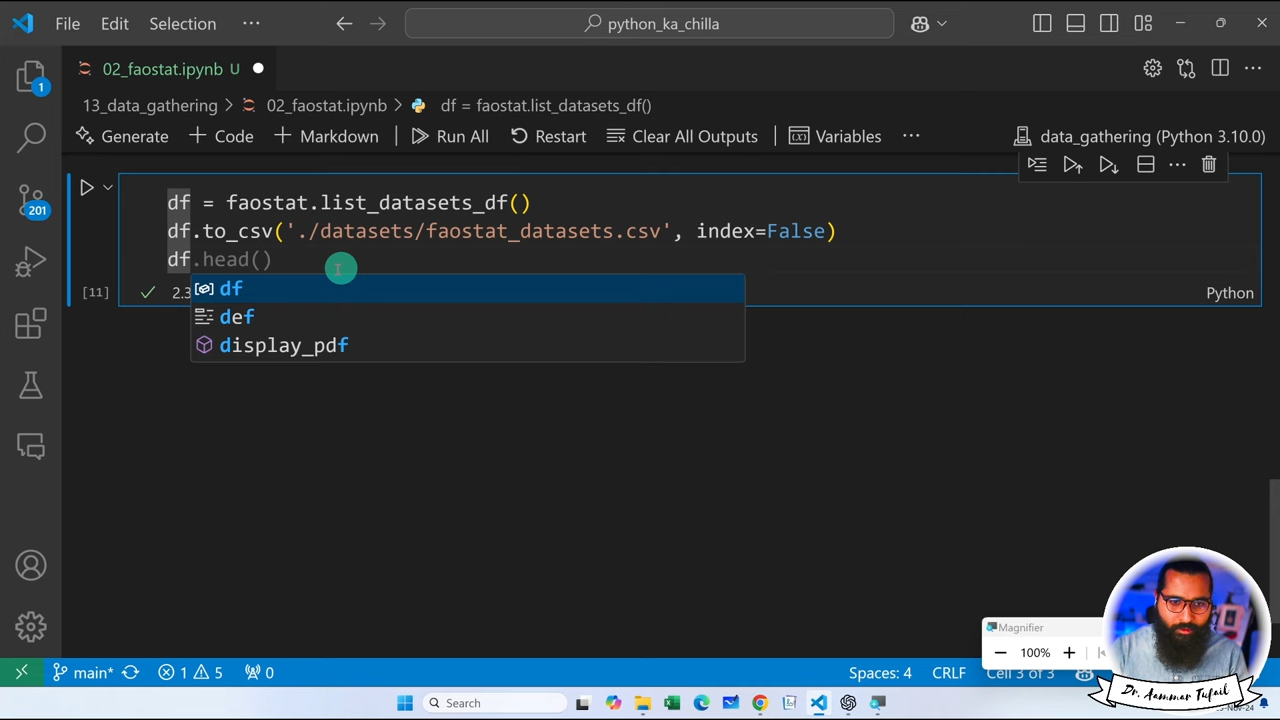 File Edit Selection ··· python_ka_chilla
02_faostat.ipynb U
13_data_gathering > 02_faostat.ipynb > df = faostat.list_datasets_df()
Generate + Code + Markdown Run All Restart Clear All Outputs Variables ··· data_gathering (Python 3.10.0)
1
201
df = faostat.list_datasets_df()
df.to_csv('./datasets/faostat_datasets.csv', index=False)
df.head()
[11] 2.3 Python
df
def
display_pdf
Magnifier
100%
main* 1 5 0 Spaces: 4 CRLF Cell 3 of 3
Dr. Aammar Tufail
Search